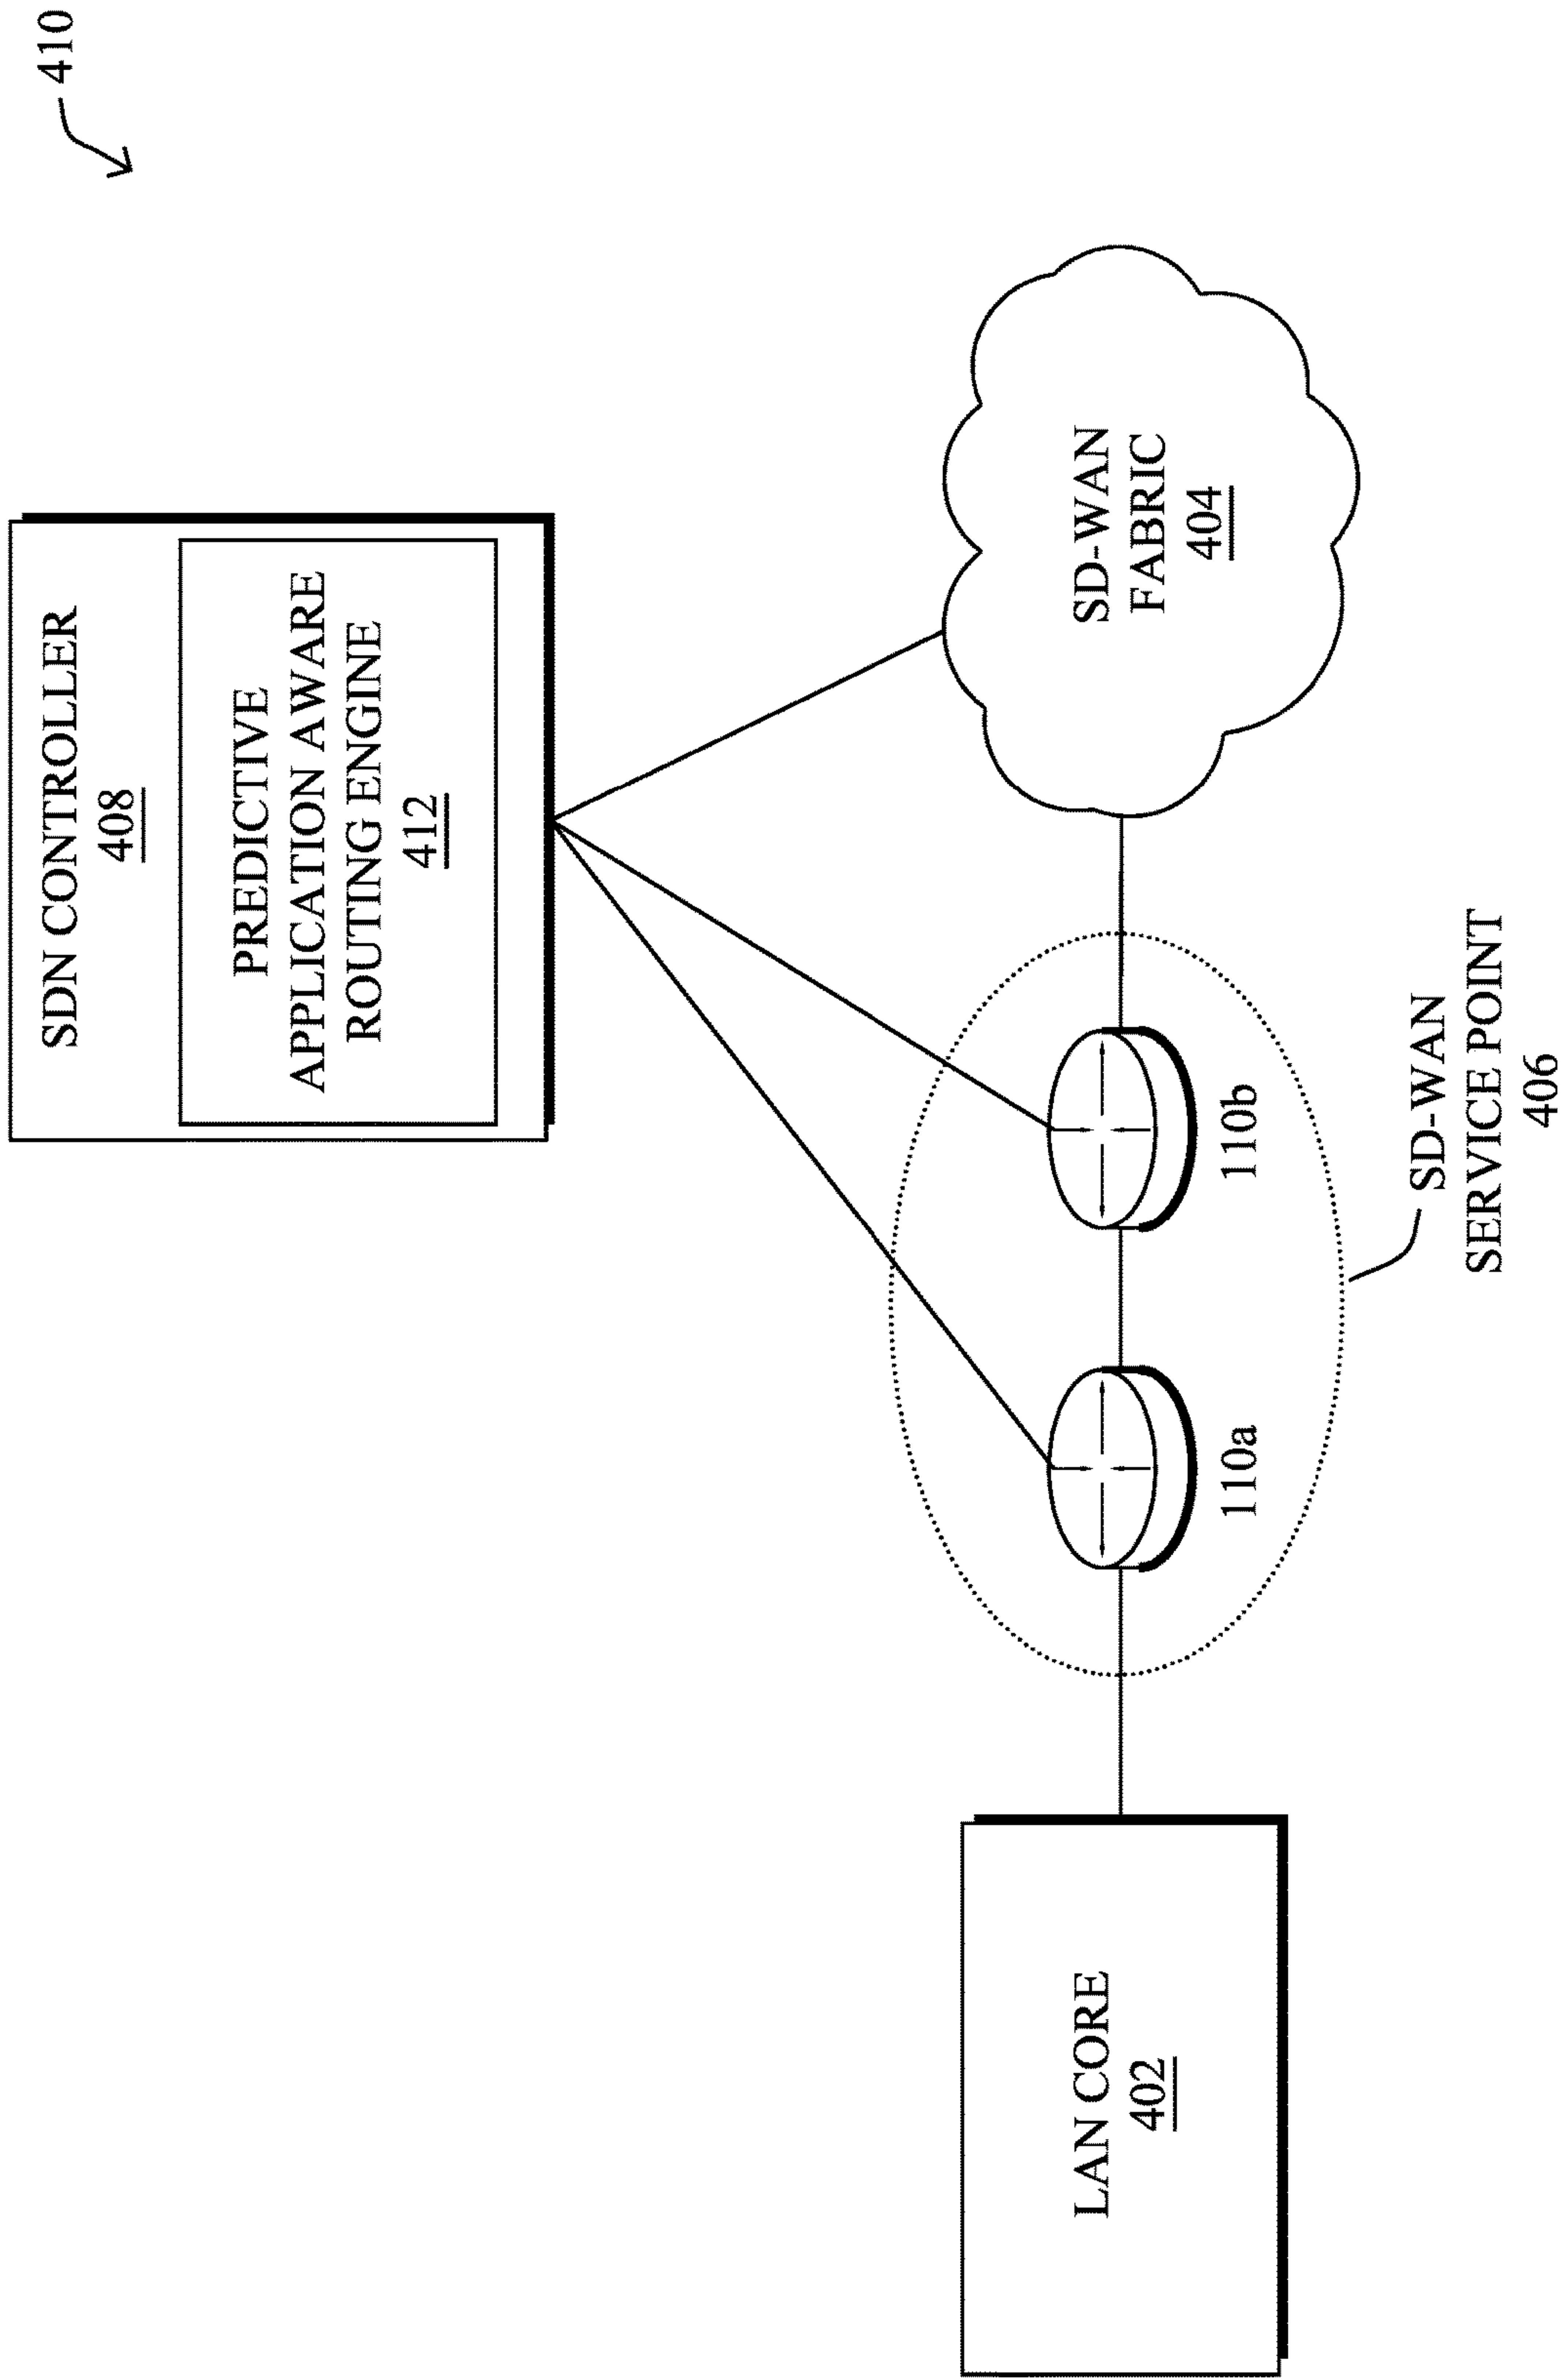 410
SDN CONTROLLER
408
PREDICTIVE
APPLICATION AWARE
ROUTING ENGINE
412
LAN CORE
402
110a
110b
SD-WAN
FABRIC
404
SD-WAN
SERVICE POINT
406